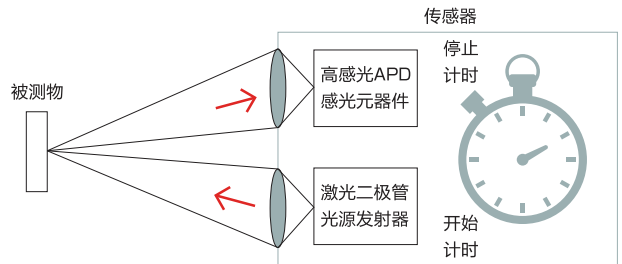 传感器
高感光APD
感光元器件
停止
计时
被测物
激光二极管
光源发射器
开始
计时